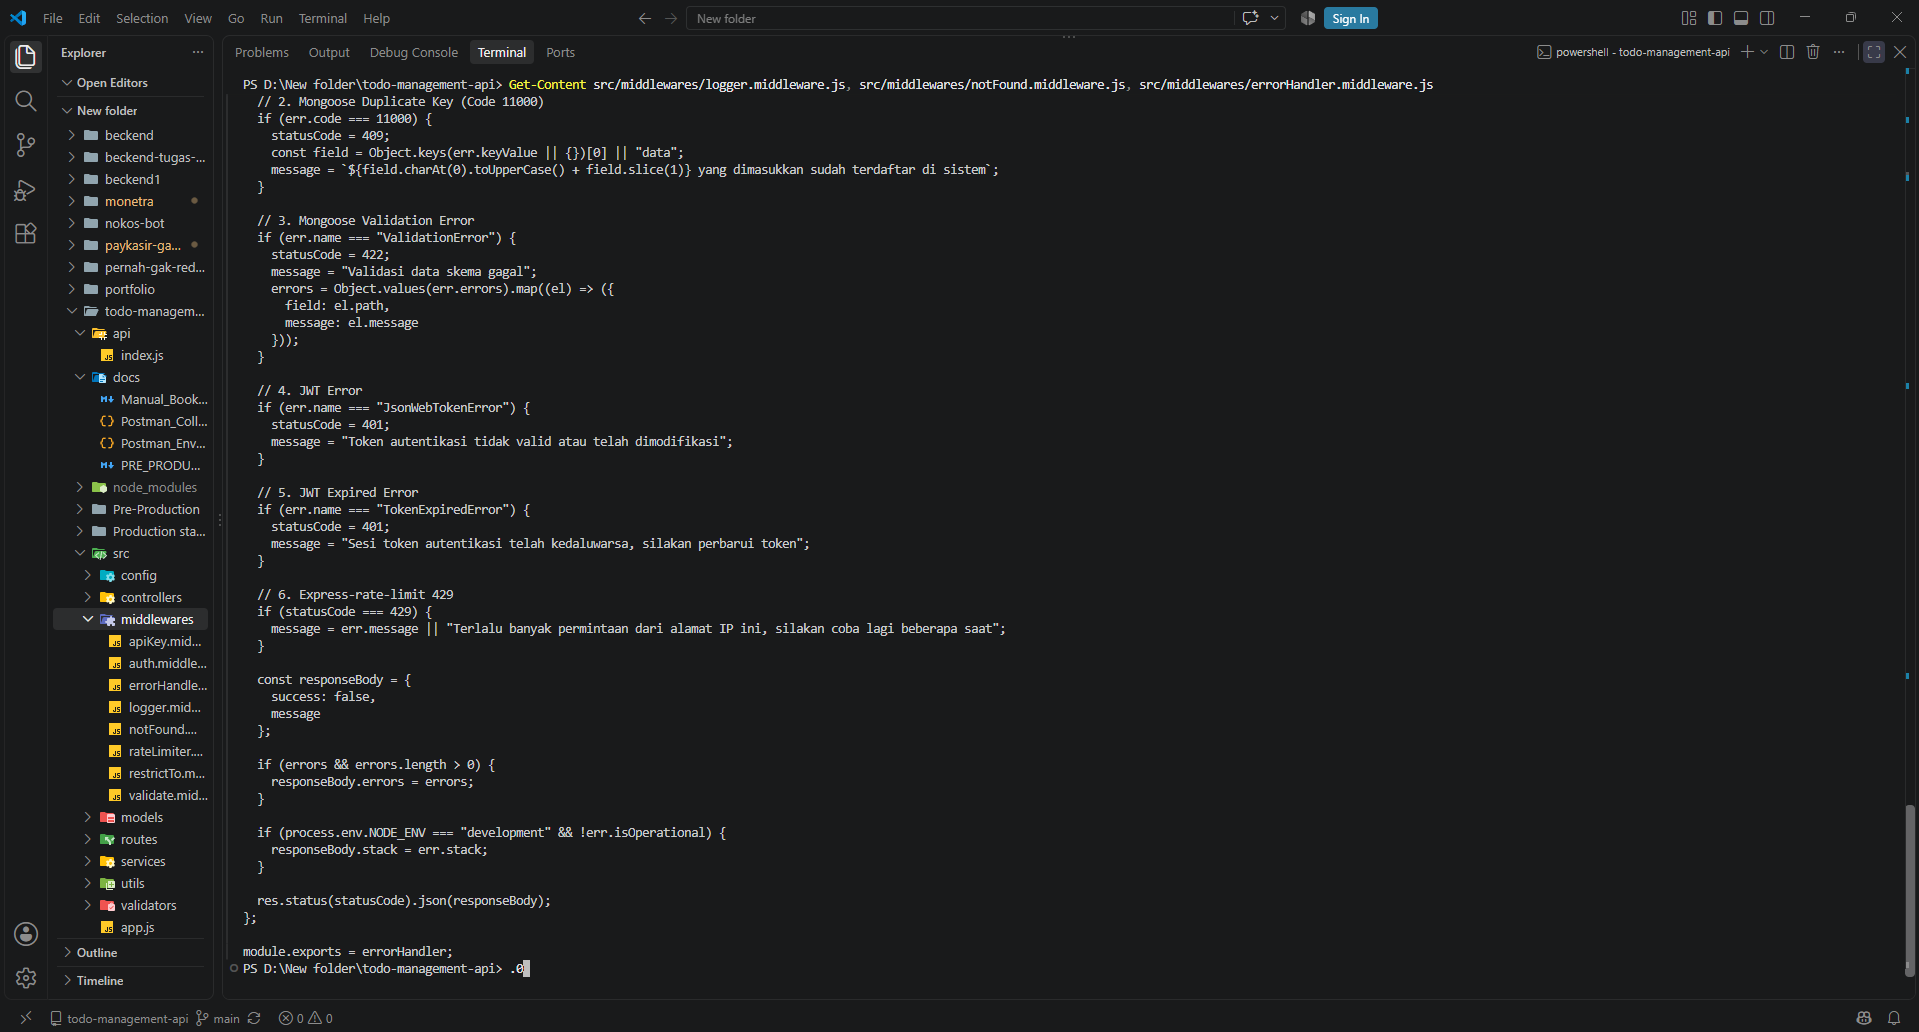 File Edit Selection View Go Run Terminal Help
New folder
Sign In
Explorer
Open Editors
New folder
beckend
beckend-tugas-...
beckend1
monetra
nokos-bot
paykasir-ga...
pernah-gak-red...
portfolio
todo-managem...
api
index.js
docs
Manual_Book...
Postman_Coll...
Postman_Env...
PRE_PRODU...
node_modules
Pre-Production
Production sta...
src
config
controllers
middlewares
apiKey.mid...
auth.middle...
errorHandle...
logger.mid...
notFound....
rateLimiter....
restrictTo.m...
validate.mid...
models
routes
services
utils
validators
app.js
Outline
Timeline
Problems Output Debug Console Terminal Ports
powershell - todo-management-api
PS D:\New folder\todo-management-api> Get-Content src/middlewares/logger.middleware.js, src/middlewares/notFound.middleware.js, src/middlewares/errorHandler.middleware.js
// 2. Mongoose Duplicate Key (Code 11000)
if (err.code === 11000) {
statusCode = 409;
const field = Object.keys(err.keyValue || {})[0] || "data";
message = `${field.charAt(0).toUpperCase() + field.slice(1)} yang dimasukkan sudah terdaftar di sistem`;
}
// 3. Mongoose Validation Error
if (err.name === "ValidationError") {
statusCode = 422;
message = "Validasi data skema gagal";
errors = Object.values(err.errors).map((el) => ({
field: el.path,
message: el.message
}));
}
// 4. JWT Error
if (err.name === "JsonWebTokenError") {
statusCode = 401;
message = "Token autentikasi tidak valid atau telah dimodifikasi";
}
// 5. JWT Expired Error
if (err.name === "TokenExpiredError") {
statusCode = 401;
message = "Sesi token autentikasi telah kedaluwarsa, silakan perbarui token";
}
// 6. Express-rate-limit 429
if (statusCode === 429) {
message = err.message || "Terlalu banyak permintaan dari alamat IP ini, silakan coba lagi beberapa saat";
}
const responseBody = {
success: false,
message
};
if (errors && errors.length > 0) {
responseBody.errors = errors;
}
if (process.env.NODE_ENV === "development" && !err.isOperational) {
responseBody.stack = err.stack;
}
res.status(statusCode).json(responseBody);
};
module.exports = errorHandler;
PS D:\New folder\todo-management-api> .0
todo-management-api main 0 0